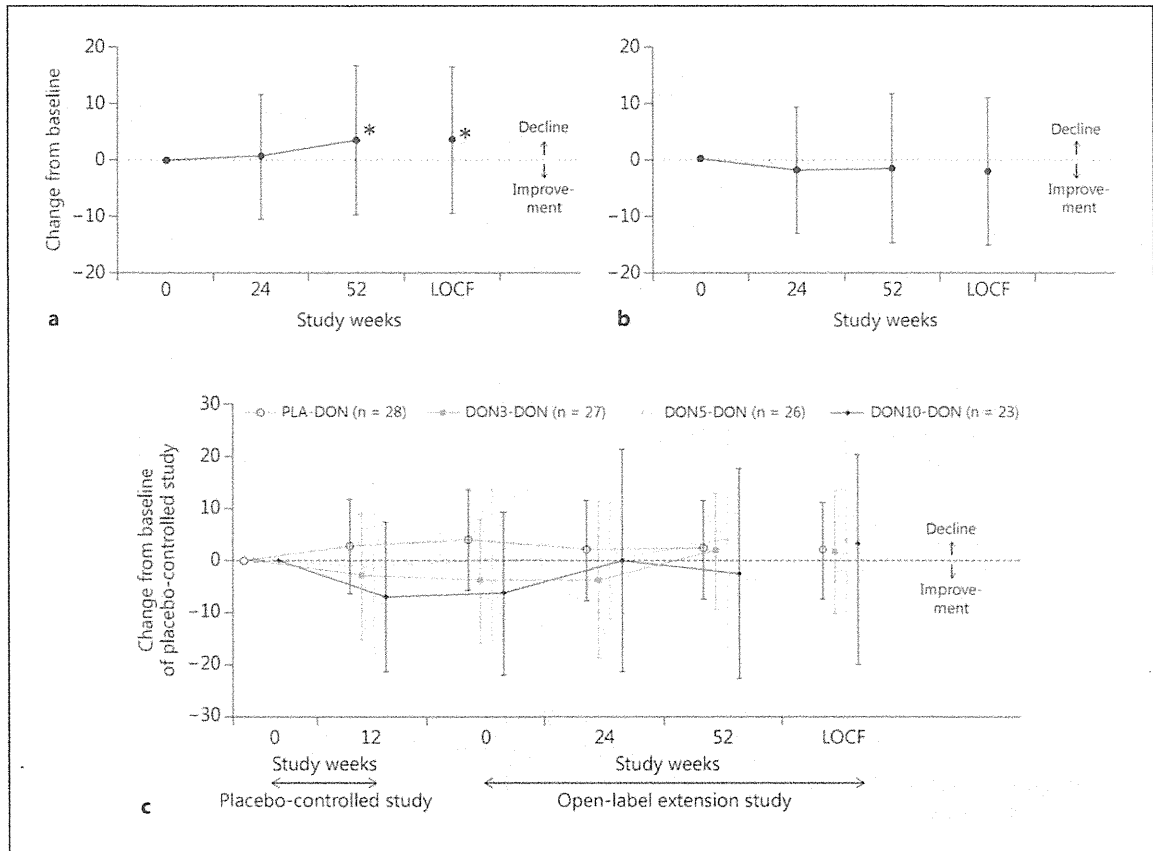 Change from baseline
20
10
0
−10
−20
Decline
Improve-
ment
0 24 52 LOCF
Study weeks
a
*
*
20
10
0
−10
−20
Decline
Improve-
ment
0 24 52 LOCF
Study weeks
b
Change from baseline
of placebo-controlled study
30
20
10
0
−10
−20
−30
PLA-DON (n = 28) DON3-DON (n = 27) DON5-DON (n = 26) DON10-DON (n = 23)
Decline
Improve-
ment
0 12 0 24 52 LOCF
Study weeks Study weeks
Placebo-controlled study Open-label extension study
c